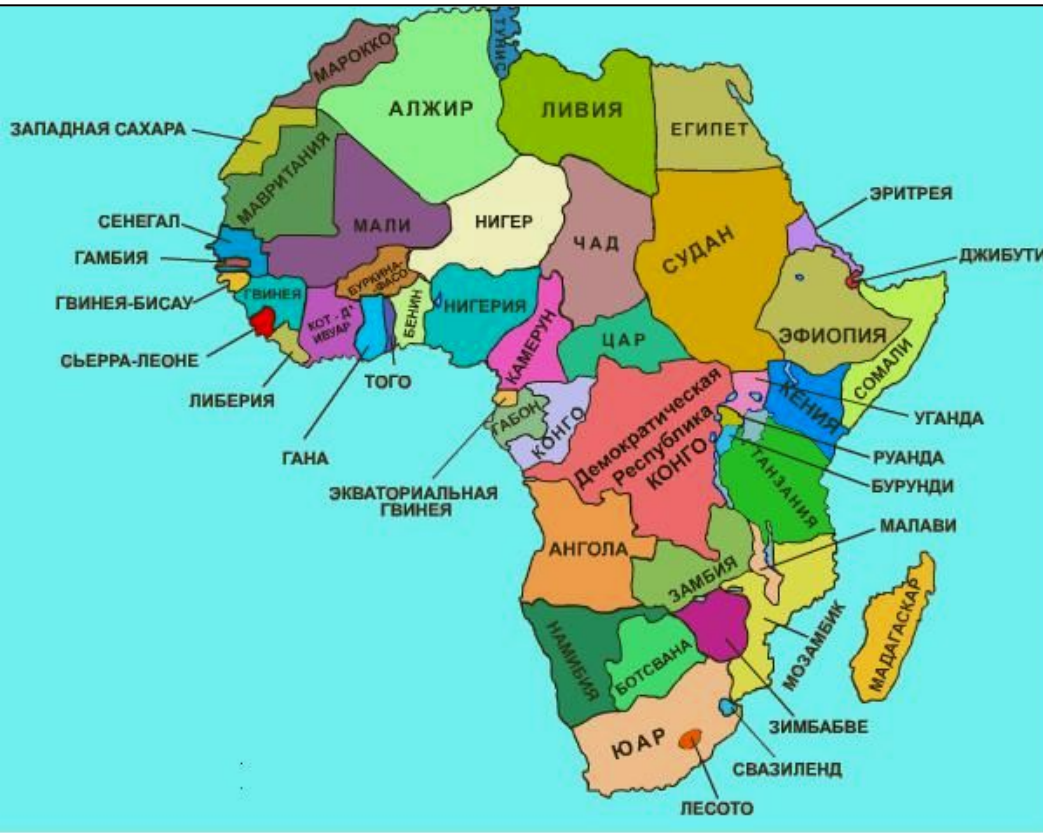 ТУНИС
МАРОККО
АЛЖИР
ЛИВИЯ
ЕГИПЕТ
ЗАПАДНАЯ САХАРА
МАВРИТАНИЯ
МАЛИ
НИГЕР
ЧАД
СУДАН
ЭРИТРЕЯ
СЕНЕГАЛ
ГАМБИЯ
ДЖИБУТИ
БУРКИНА-
ФАСО
ГВИНЕЯ-БИСАУ
ГВИНЕЯ
НИГЕРИЯ
БЕНИН
КОТ - Д'
ИВУАР
КАМЕРУН
ЦАР
ЭФИОПИЯ
СОМАЛИ
СЬЕРРА-ЛЕОНЕ
ЛИБЕРИЯ
ТОГО
ГАНА
ГАБОН
КОНГО
Демократическая
Республика
КОНГО
КЕНИЯ
УГАНДА
РУАНДА
БУРУНДИ
ЭКВАТОРИАЛЬНАЯ
ГВИНЕЯ
ТАНЗАНИЯ
МАЛАВИ
АНГОЛА
ЗАМБИЯ
МОЗАМБИК
МАДАГАСКАР
НАМИБИЯ
БОТСВАНА
ЗИМБАБВЕ
ЮАР
СВАЗИЛЕНД
ЛЕСОТО